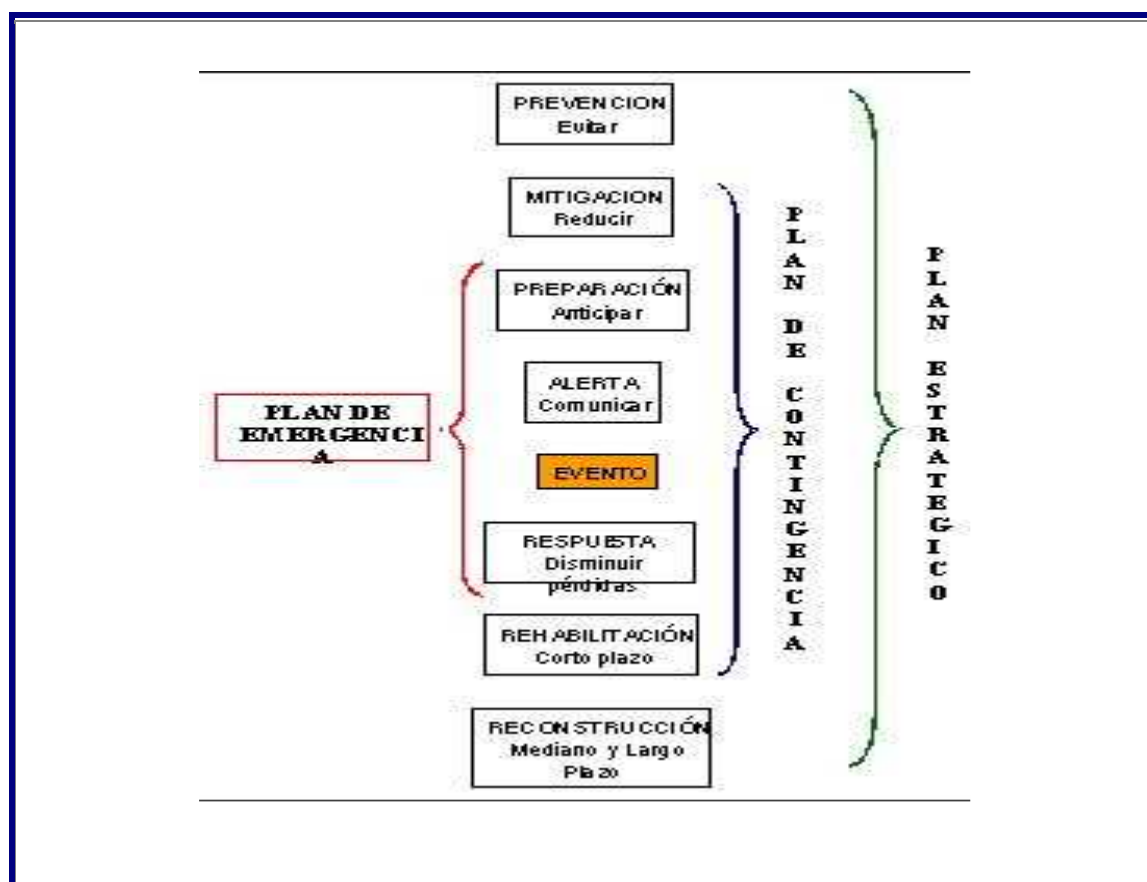 PREVENCION
Evitar
MITIGACION
Reducir
PREPARACIÓN
Anticipar
ALERTA
Comunicar
EVENTO
RESPUESTA
Disminuir
pérdidas
REHABILITACIÓN
Corto plazo
RECONSTRUCCIÓN
Mediano y Largo
Plazo
PLAN DE
EMERGENCI
A
PLAN DE CONTINGENCIA
PLAN ESTRATEGICO